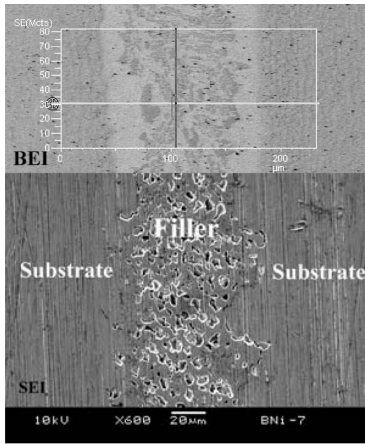 SE(Mcts)
80
70
60
50
40
30
20
10
0
BEI
0 100 200
µm
Filler
Substrate Substrate
SEI
10kV X600 20µm BNi-7